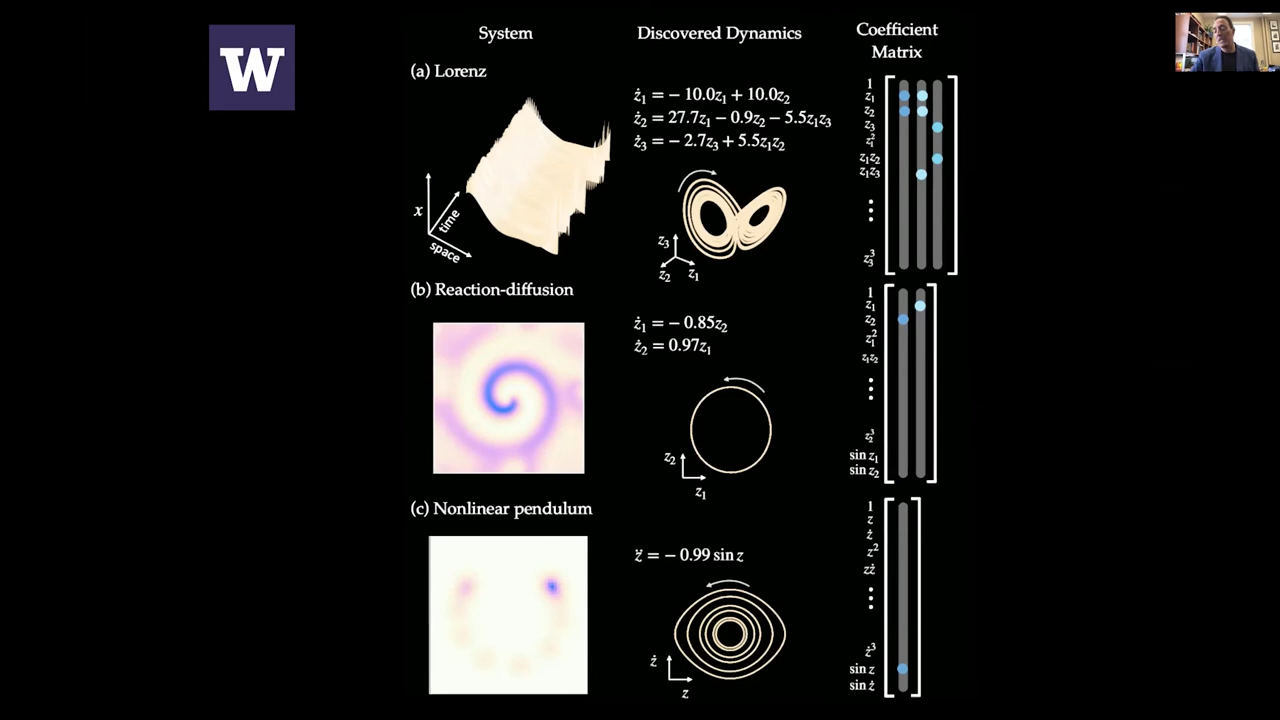 W
System
Discovered Dynamics
Coefficient
Matrix
(a) Lorenz
ż₁ = − 10.0z₁ + 10.0z₂
ż₂ = 27.7z₁ − 0.9z₂ − 5.5z₁z₃
ż₃ = − 2.7z₃ + 5.5z₁z₂
1
z₁
z₂
z₃
z₁²
z₁z₂
z₁z₃
⋮
z₃³
x
time
space
z₃
z₂
z₁
(b) Reaction-diffusion
ż₁ = − 0.85z₂
ż₂ = 0.97z₁
1
z₁
z₂
z₁²
z₁z₂
⋮
z₂³
sin z₁
sin z₂
z₂
z₁
(c) Nonlinear pendulum
z̈ = − 0.99 sin z
1
z
ż
z²
zż
⋮
ż³
sin z
sin ż
ż
z